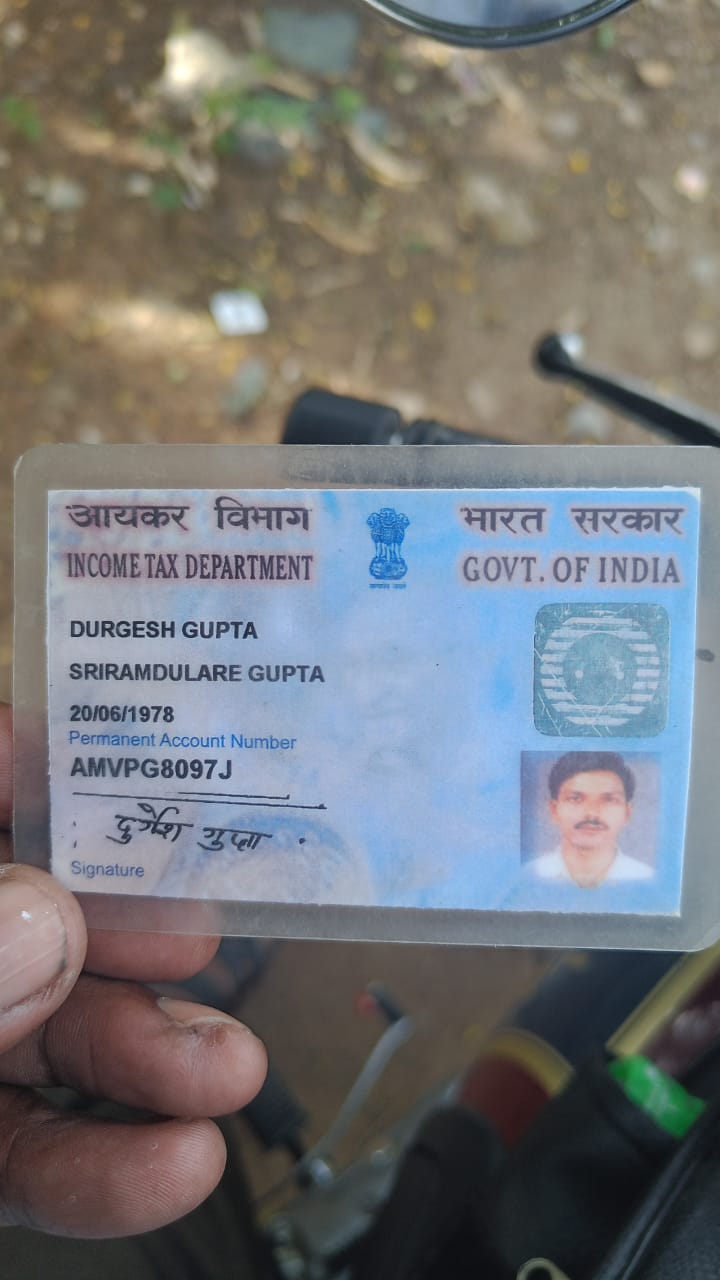 आयकर विभाग
INCOME TAX DEPARTMENT
भारत सरकार
GOVT. OF INDIA
DURGESH GUPTA
SRIRAMDULARE GUPTA
20/06/1978
Permanent Account Number
AMVPG8097J
दुर्गेश गुप्ता
Signature